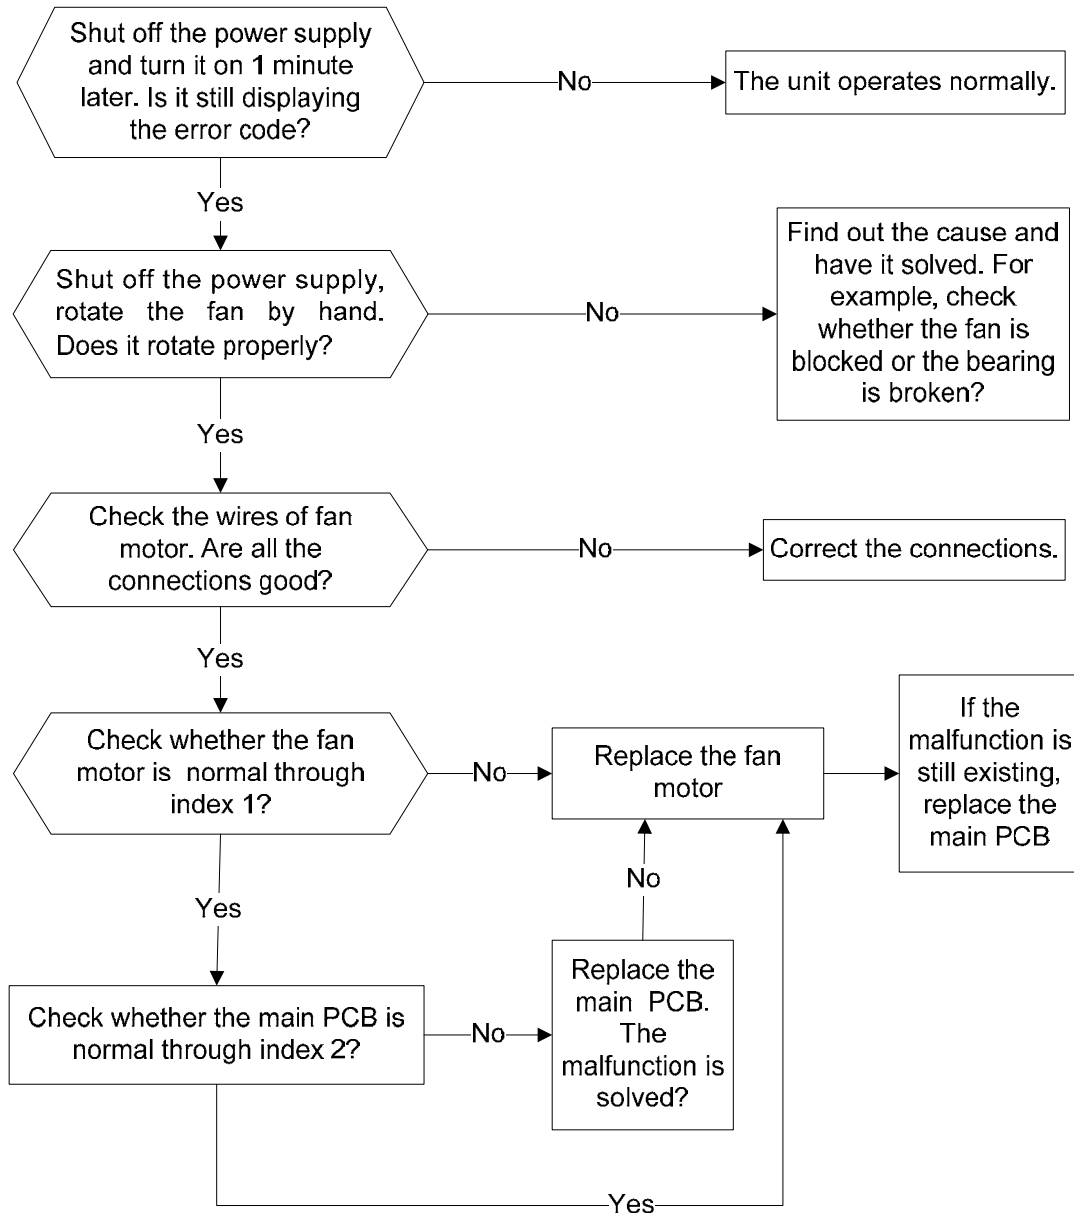 Shut off the power supply
and turn it on 1 minute
later. Is it still displaying
the error code?
No
The unit operates normally.
Yes
Shut off the power supply,
rotate the fan by hand.
Does it rotate properly?
No
Find out the cause and
have it solved. For
example, check
whether the fan is
blocked or the bearing
is broken?
Yes
Check the wires of fan
motor. Are all the
connections good?
No
Correct the connections.
Yes
Check whether the fan
motor is normal through
index 1?
No
Replace the fan
motor
If the
malfunction is
still existing,
replace the
main PCB
Yes
No
Check whether the main PCB is
normal through index 2?
No
Replace the
main PCB.
The
malfunction is
solved?
Yes